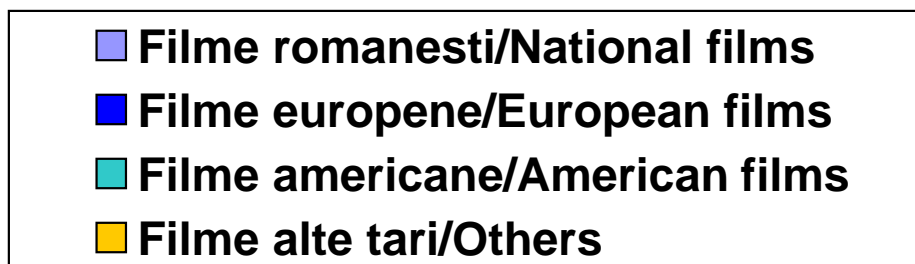 Filme romanesti/National films
Filme europene/European films
Filme americane/American films
Filme alte tari/Others